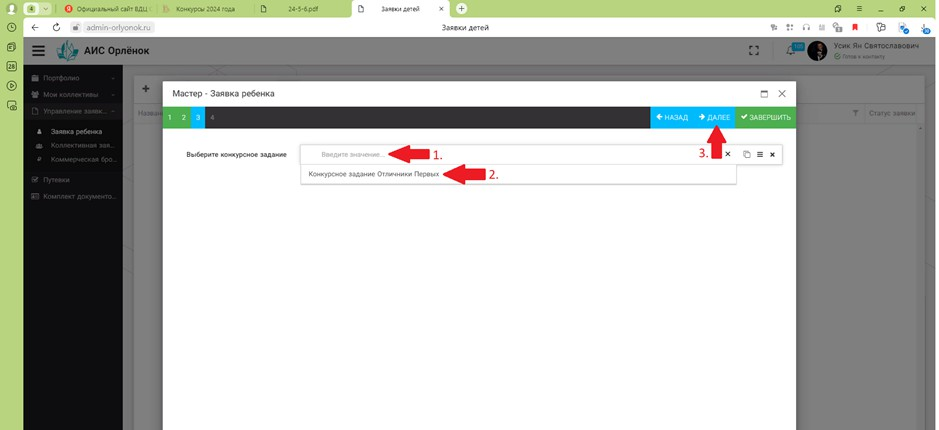 4
Официальный сайт ВДЦ
Конкурсы 2024 года
24-5-6.pdf
Заявки детей
admin-orlyonok.ru
Заявки детей
28
АИС Орлёнок
Усик Ян Святославович
Готов к контакту
Портфолио
Мои коллективы
Управление заяв...
Заявка ребенка
Коллективная зая...
Коммерческая бро...
Путевки
Комплект документо...
Статус заявки
Мастер - Заявка ребенка
1 2 3 4
НАЗАД
ДАЛЕЕ
ЗАВЕРШИТЬ
Выберите конкурсное задание
Введите значение...
1.
3.
Конкурсное задание Отличники Первых
2.